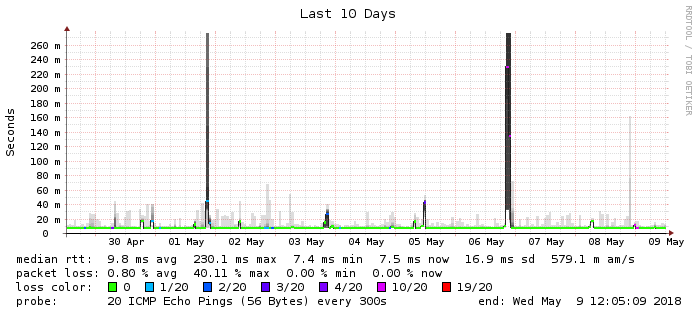 Last 10 Days
RRDTOOL / TOBI OETIKER
Seconds
260 m
240 m
220 m
200 m
180 m
160 m
140 m
120 m
100 m
80 m
60 m
40 m
20 m
0
30 Apr 01 May 02 May 03 May 04 May 05 May 06 May 07 May 08 May 09 May
median rtt: 9.8 ms avg 230.1 ms max 7.4 ms min 7.5 ms now 16.9 ms sd 579.1 m am/s
packet loss: 0.80 % avg 40.11 % max 0.00 % min 0.00 % now
loss color: 0 1/20 2/20 3/20 4/20 10/20 19/20
probe: 20 ICMP Echo Pings (56 Bytes) every 300s end: Wed May 9 12:05:09 2018